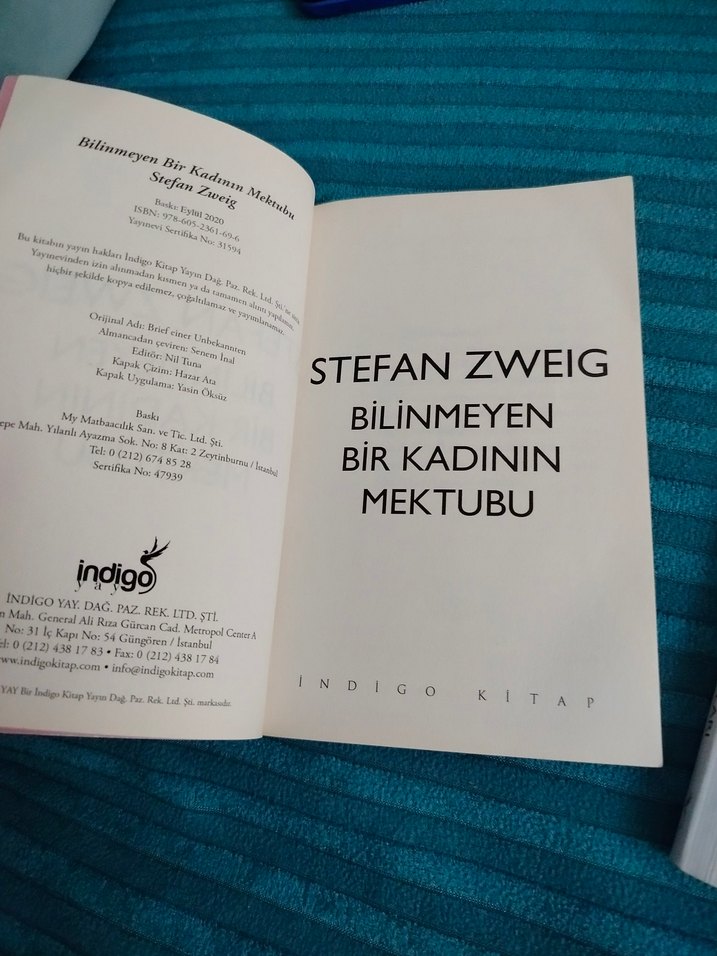 Bilinmeyen Bir Kadının Mektubu
Stefan Zweig
Baskı: Eylül 2020
ISBN: 978-605-2361-69-6
Yayınevi Sertifika No: 31594
Bu kitabın yayın hakları İndigo Kitap Yayın Dağ. Paz. Rek. Ltd. Şti.'ne
Yayınevinden izin alınmadan kısmen ya da tamamen alıntı yapılamaz,
hiçbir şekilde kopya edilemez, çoğaltılamaz ve yayımlanamaz.
Orijinal Adı: Brief einer Unbekannten
Almancadan çeviren: Senem İnal
Editör: Nil Tuna
Kapak Çizim: Hazar Ata
Kapak Uygulama: Yasin Öksüz
Baskı
My Matbaacılık San. ve Tic. Ltd. Şti.
Mah. Yılanlı Ayazma Sok. No: 8 Kat: 2 Zeytinburnu / İstanbul
Tel: 0 (212) 674 85 28
Sertifika No: 47939
indigo
yay
İNDİGO YAY. DAĞ. PAZ. REK. LTD. ŞTİ.
Mah. General Ali Rıza Gürcan Cad. Metropol Center A
No: 31 İç Kapı No: 54 Güngören / İstanbul
0 (212) 438 17 83 • Fax: 0 (212) 438 17 84
www.indigokitap.com • info@indigokitap.com
YAY Bir İndigo Kitap Yayın Dağ. Paz. Rek. Ltd. Şti. markasıdır.
STEFAN ZWEIG
BİLİNMEYEN
BİR KADININ
MEKTUBU
İNDİGO KİTAP